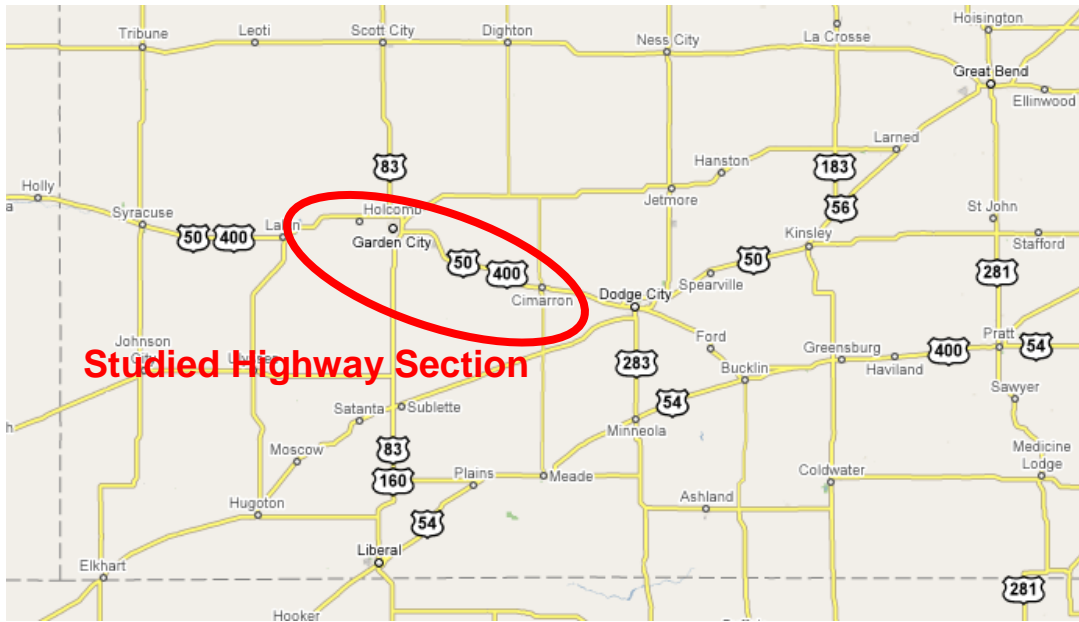 Hoisington
Tribune
Leoti
Scott City
Dighton
Ness City
La Crosse
Great Bend
Ellinwood
83
Hanston
183
Larned
Holly
Jetmore
56
Syracuse
50
400
Holcomb
Garden City
50
400
Cimarron
Dodge City
Spearville
50
Kinsley
St John
Stafford
281
Johnson
Studied Highway Section
283
Ford
Bucklin
Greensburg
Haviland
400
Pratt
54
Sawyer
Satanta
Sublette
54
Minneola
Moscow
83
160
Plains
Meade
Coldwater
Medicine
Lodge
Hugoton
54
Ashland
Liberal
Elkhart
281
Hooker